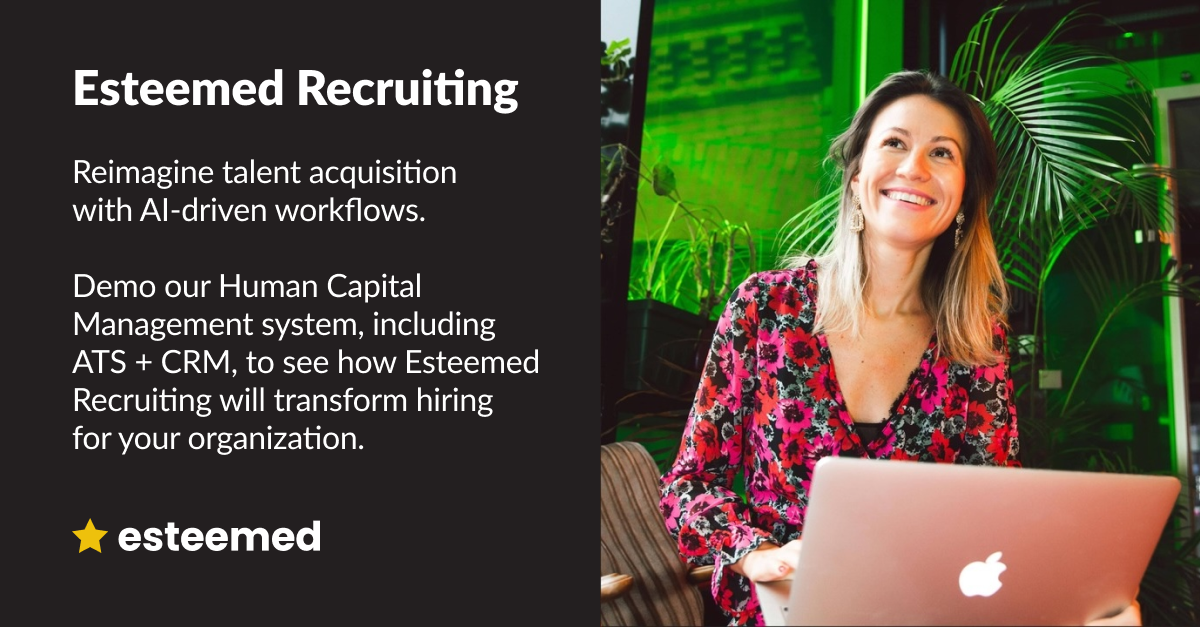 Esteemed Recruiting
Reimagine talent acquisition
with AI-driven workflows.
Demo our Human Capital
Management system, including
ATS + CRM, to see how Esteemed
Recruiting will transform hiring
for your organization.
esteemed